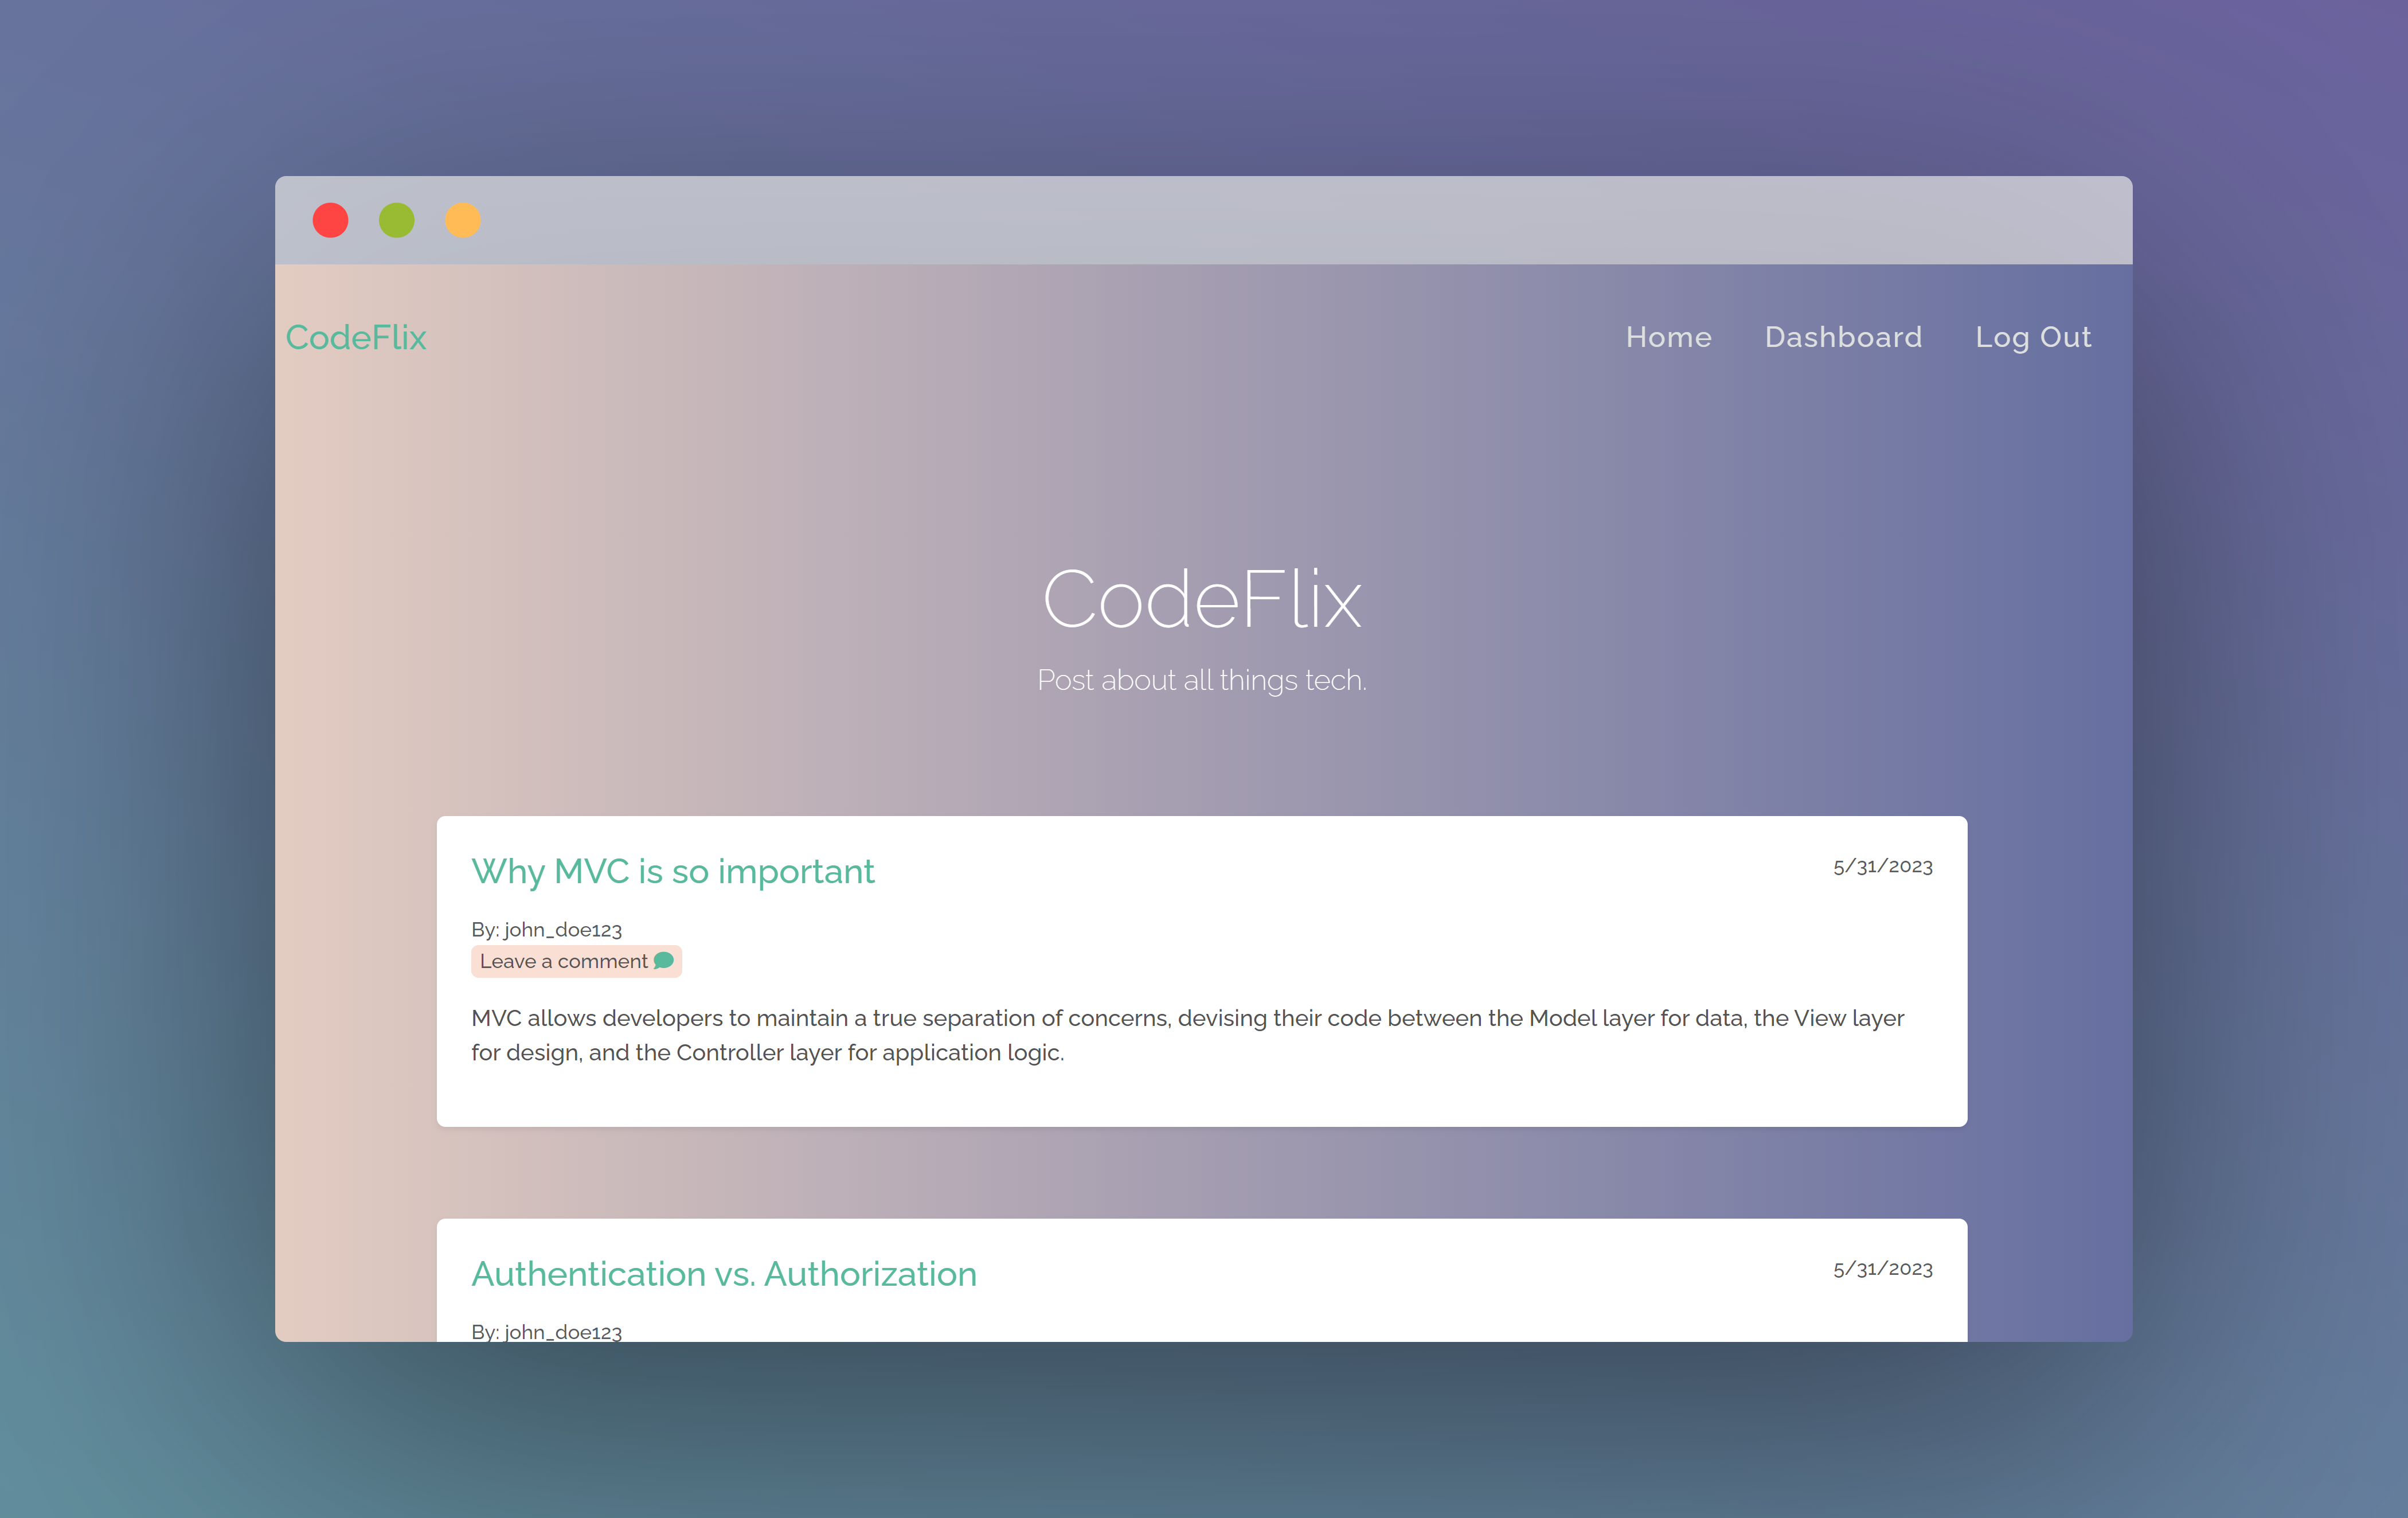 CodeFlix
Home Dashboard Log Out
CodeFlix
Post about all things tech.
Why MVC is so important
5/31/2023
By: john_doe123
Leave a comment
MVC allows developers to maintain a true separation of concerns, devising their code between the Model layer for data, the View layer
for design, and the Controller layer for application logic.
Authentication vs. Authorization
5/31/2023
By: john_doe123